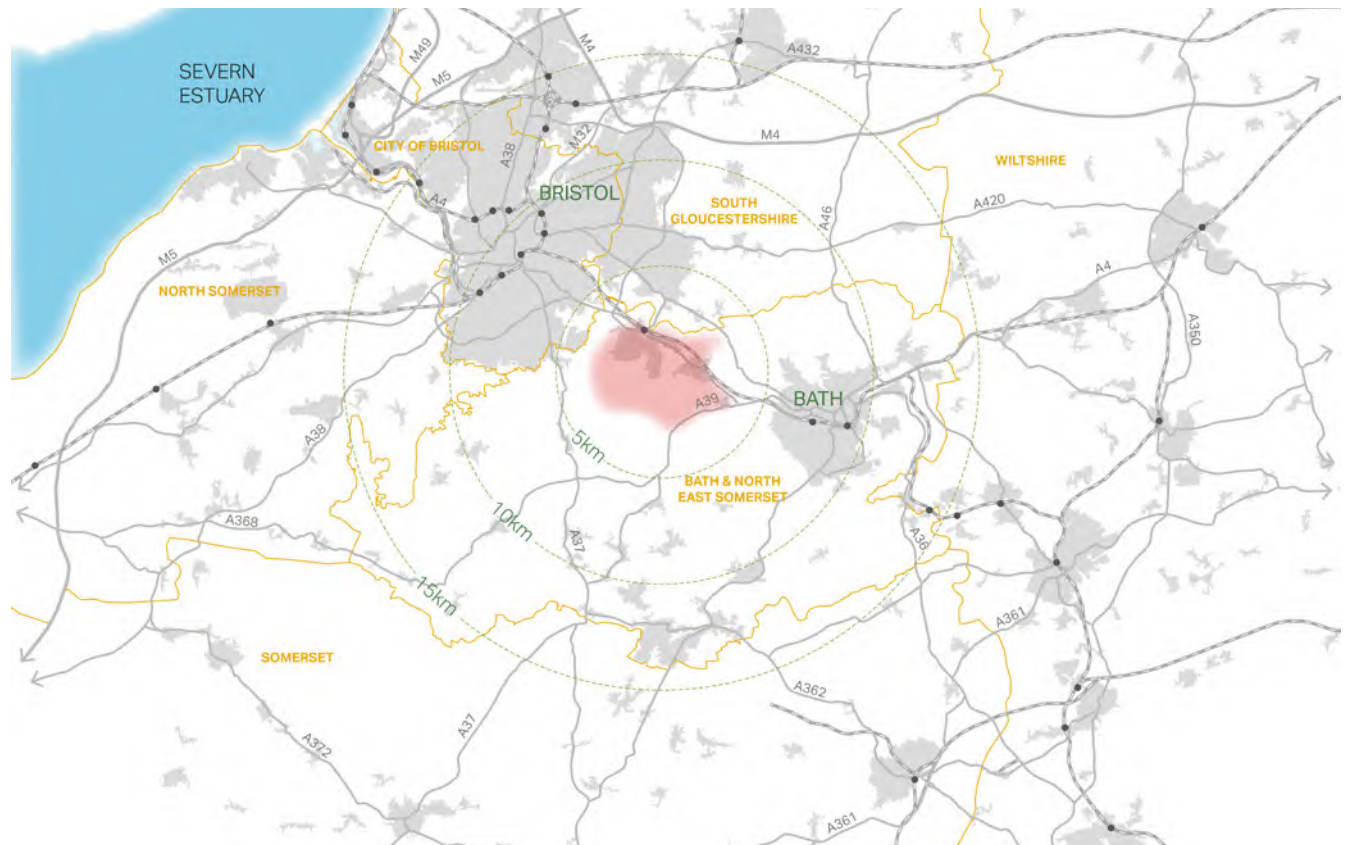 SEVERN
ESTUARY
M49
M5
M4
A432
CITY OF BRISTOL
A38
M32
M4
WILTSHIRE
BRISTOL
A4
SOUTH
GLOUCESTERSHIRE
A46
A420
M5
NORTH SOMERSET
A4
A350
A39
BATH
A38
5km
BATH & NORTH
EAST SOMERSET
A368
10km
A37
A36
15km
A361
SOMERSET
A362
A37
A372
A361